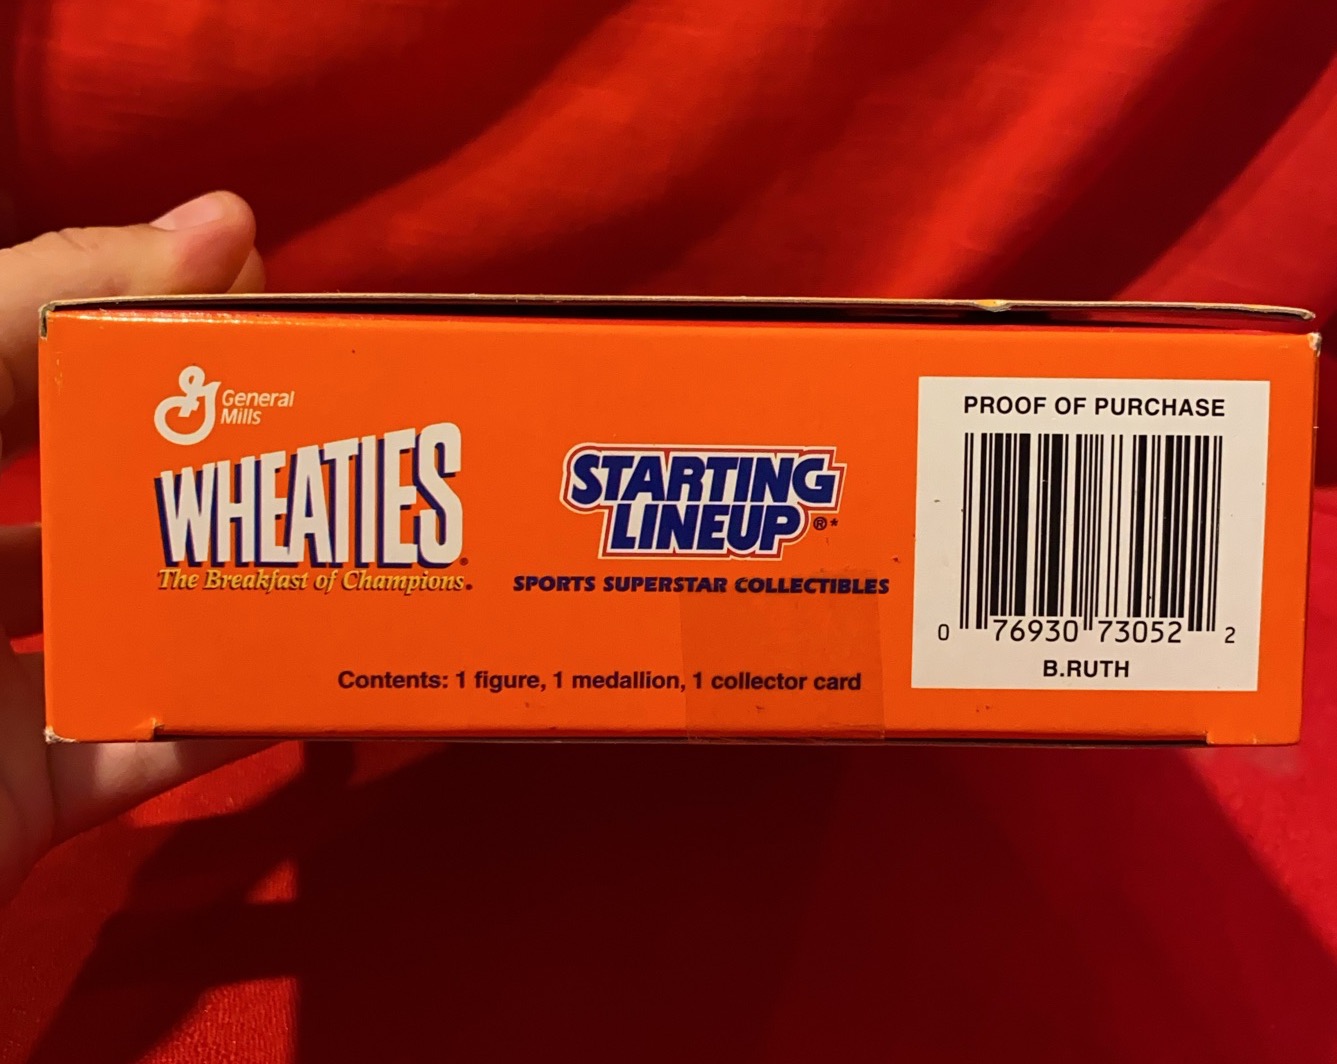 General
Mills
WHEATIES®
The Breakfast of Champions®
STARTING
LINEUP®*
SPORTS SUPERSTAR COLLECTIBLES
Contents: 1 figure, 1 medallion, 1 collector card
PROOF OF PURCHASE
0 76930 73052 2
B.RUTH